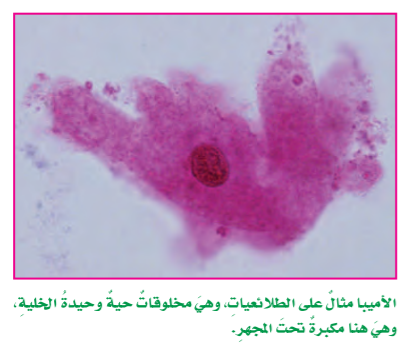 الأميبا مثالٌ على الطلائعياتِ، وهيَ مخلوقاتٌ حيةٌ وحيدةُ الخليةِ،
وهيَ هنا مكبرةٌ تحتَ المجهرِ.